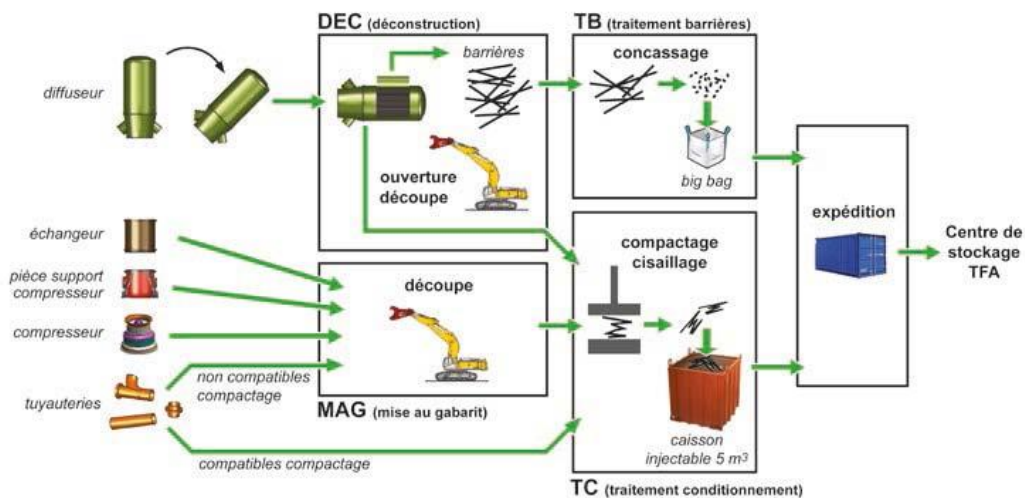 DEC (déconstruction)
TB (traitement barrières)
diffuseur
barrières
ouverture
découpe
concassage
big bag
échangeur
pièce support
compresseur
compresseur
tuyauteries
non compatibles
compactage
compatibles compactage
découpe
MAG (mise au gabarit)
compactage
cisaillage
caisson
injectable 5 m³
TC (traitement conditionnement)
expédition
Centre de
stockage
TFA